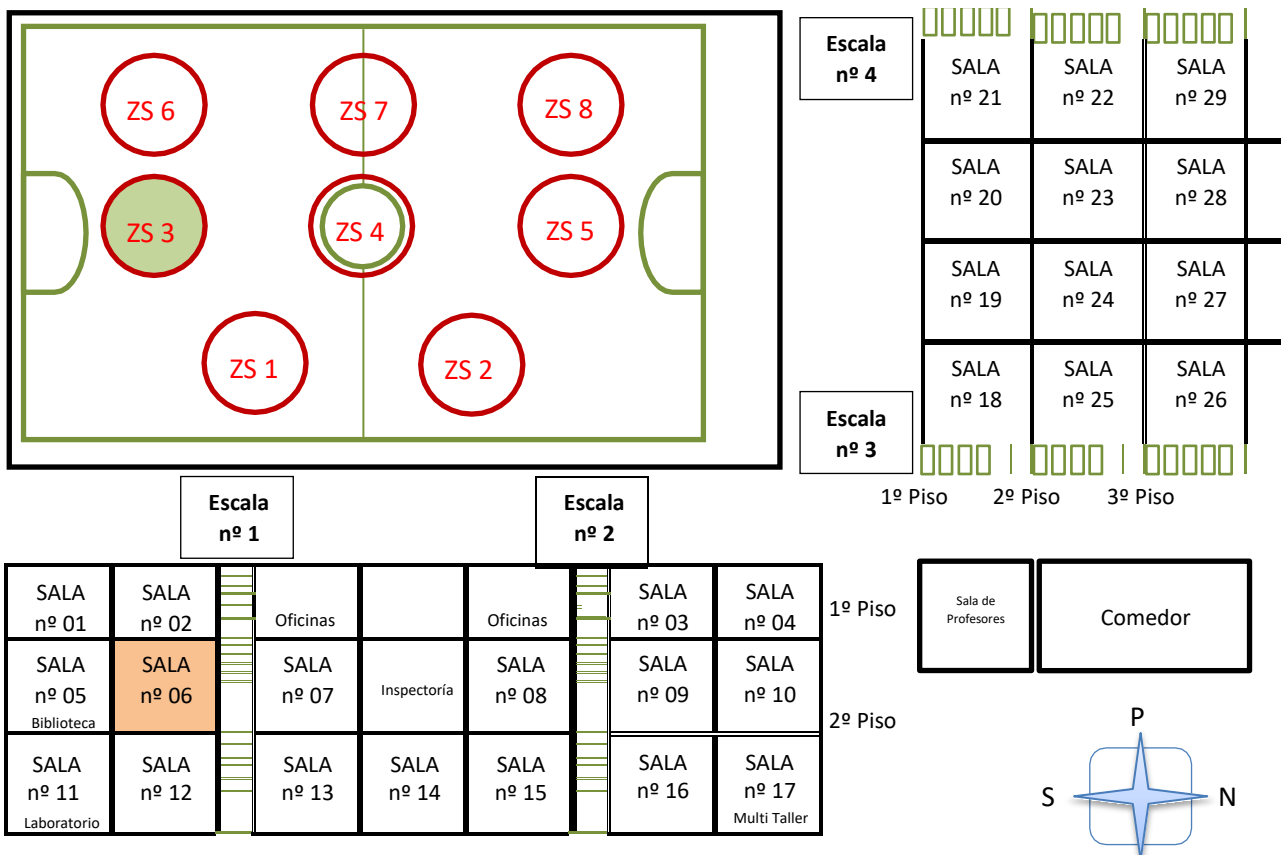 ZS 6
ZS 7
ZS 8
ZS 3
ZS 4
ZS 5
ZS 1
ZS 2
Escala
nº 4
SALA
nº 21
SALA
nº 22
SALA
nº 29
SALA
nº 20
SALA
nº 23
SALA
nº 28
SALA
nº 19
SALA
nº 24
SALA
nº 27
SALA
nº 18
SALA
nº 25
SALA
nº 26
Escala
nº 3
1º Piso
2º Piso
3º Piso
Escala
nº 1
Escala
nº 2
SALA
nº 01
SALA
nº 02
Oficinas
Oficinas
SALA
nº 03
SALA
nº 04
1º Piso
SALA
nº 05
Biblioteca
SALA
nº 06
SALA
nº 07
Inspectoría
SALA
nº 08
SALA
nº 09
SALA
nº 10
2º Piso
SALA
nº 11
Laboratorio
SALA
nº 12
SALA
nº 13
SALA
nº 14
SALA
nº 15
SALA
nº 16
SALA
nº 17
Multi Taller
Sala de
Profesores
Comedor
P
S
N